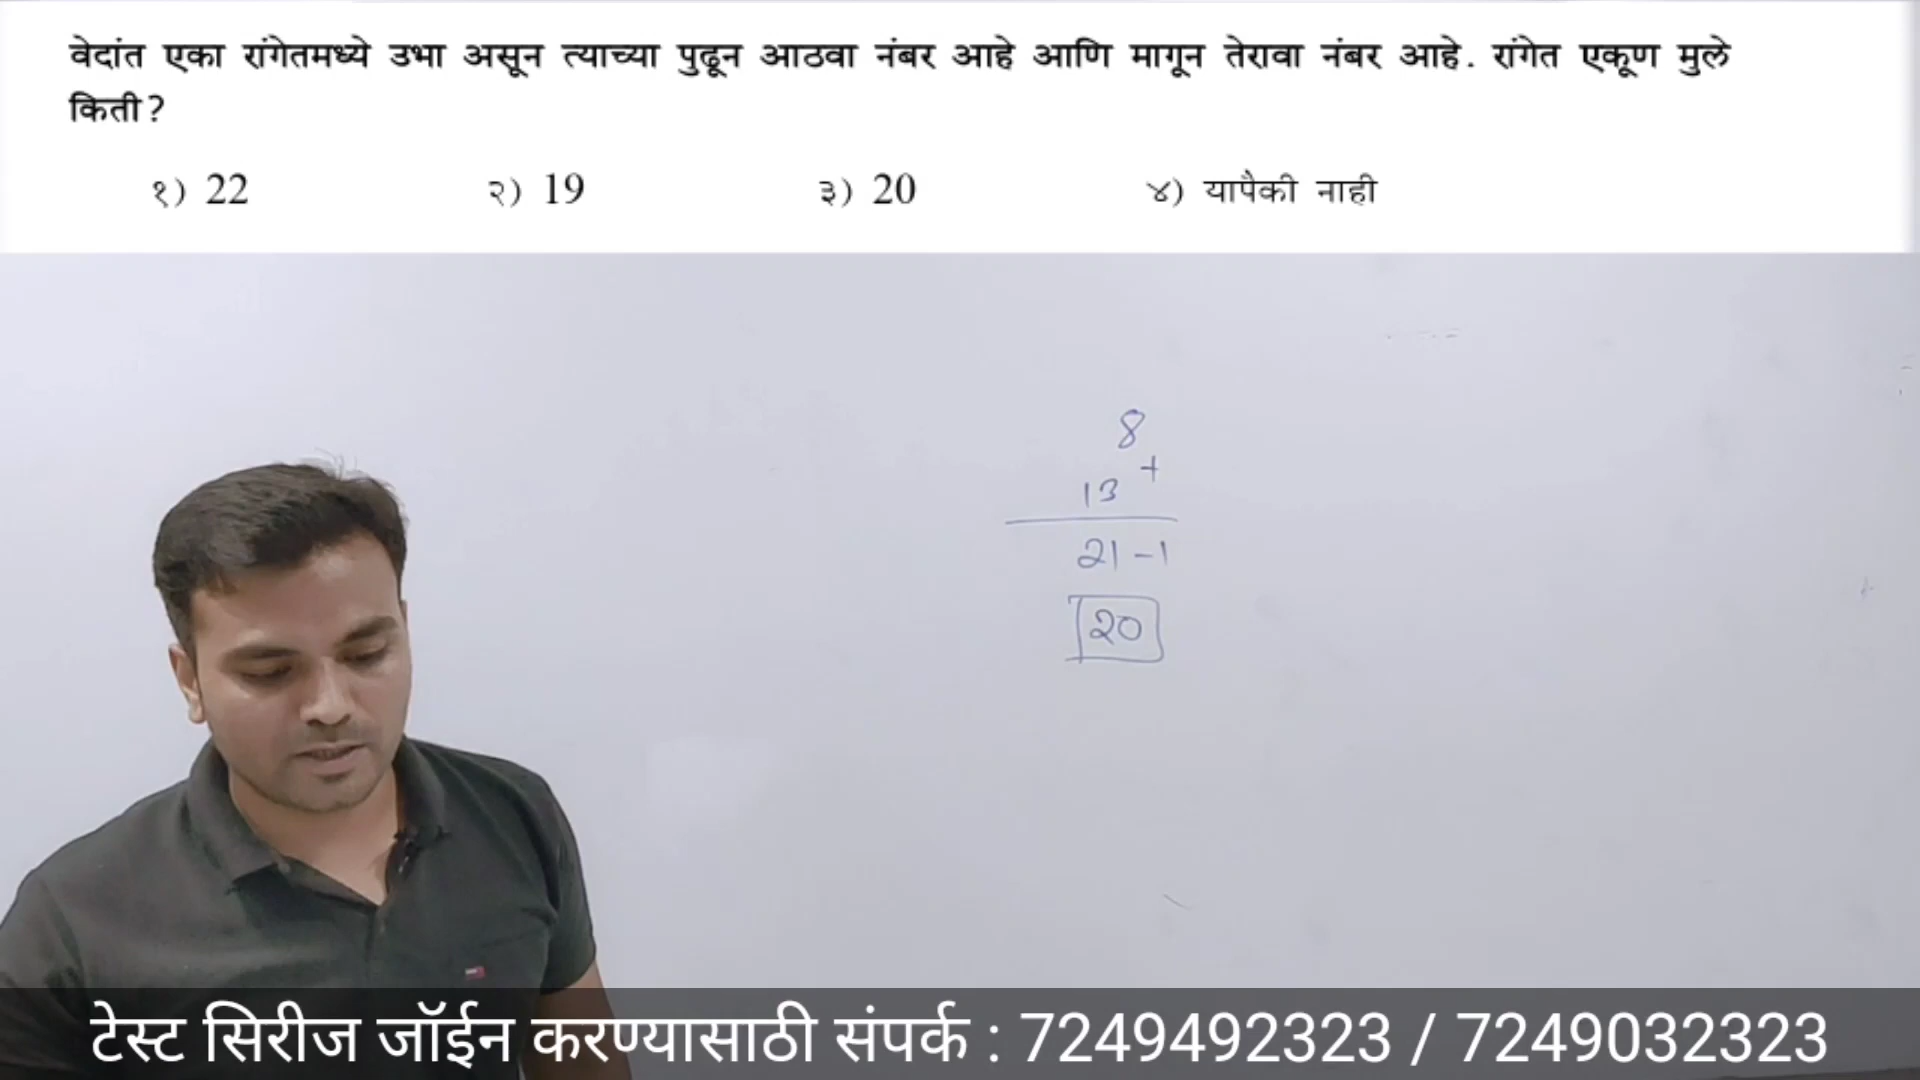 वेदांत एका रांगेतमध्ये उभा असून त्याच्या पुढून आठवा नंबर आहे आणि मागून तेरावा नंबर आहे. रांगेत एकूण मुले
किती?
१) 22 २) 19 ३) 20 ४) यापैकी नाही
8
+
13
21-1
20
टेस्ट सिरीज जॉईन करण्यासाठी संपर्क : 7249492323 / 7249032323